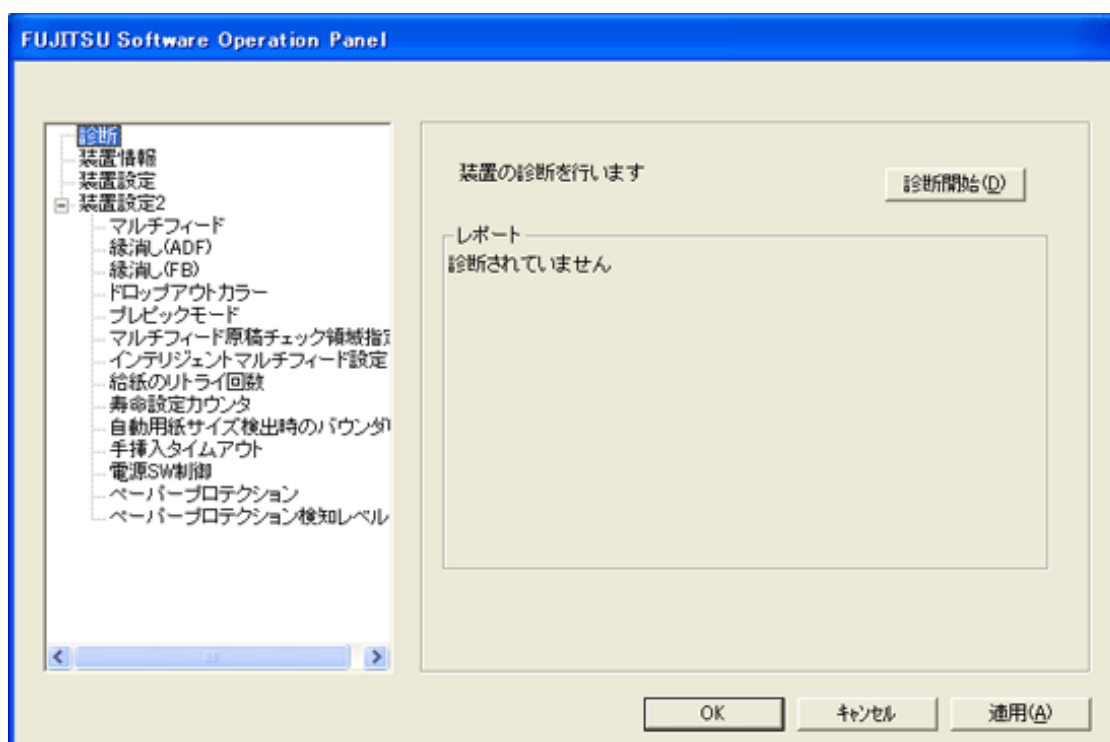 FUJITSU Software Operation Panel
診断
装置情報
装置設定
装置設定2
マルチフィード
縁消し(ADF)
縁消し(FB)
ドロップアウトカラー
プレピックモード
マルチフィード原稿チェック領域指定
インテリジェントマルチフィード設定
給紙のリトライ回数
寿命設定カウンタ
自動用紙サイズ検出時のバウンダリ
手挿入タイムアウト
電源SW制御
ペーパープロテクション
ペーパープロテクション検知レベル
装置の診断を行います
診断開始(D)
レポート
診断されていません
OK
キャンセル
適用(A)